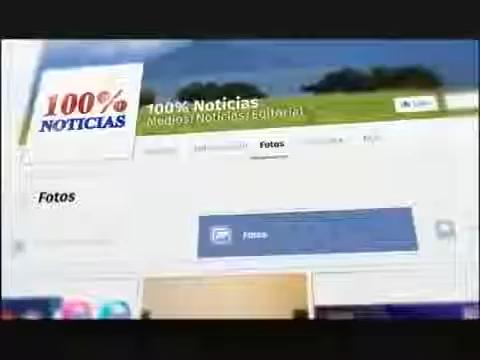 100%
NOTICIAS
100% Noticias
Medios/Noticias/Editorial
Fotos
Fotos
Fotos